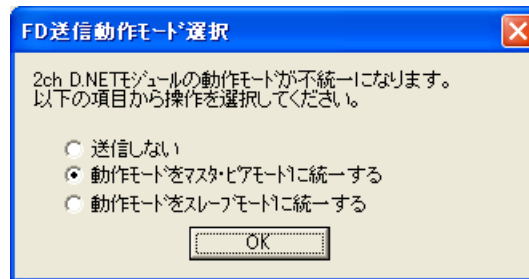 FD送信動作ﾓｰﾄﾞ選択
2ch D.NETﾓｼﾞｭｰﾙの動作ﾓｰﾄﾞが不統一になります。
以下の項目から操作を選択してください。
送信しない
動作ﾓｰﾄﾞをﾏｽﾀ･ﾋﾟｱﾓｰﾄﾞに統一する
動作ﾓｰﾄﾞをｽﾚｰﾌﾞﾓｰﾄﾞに統一する
OK